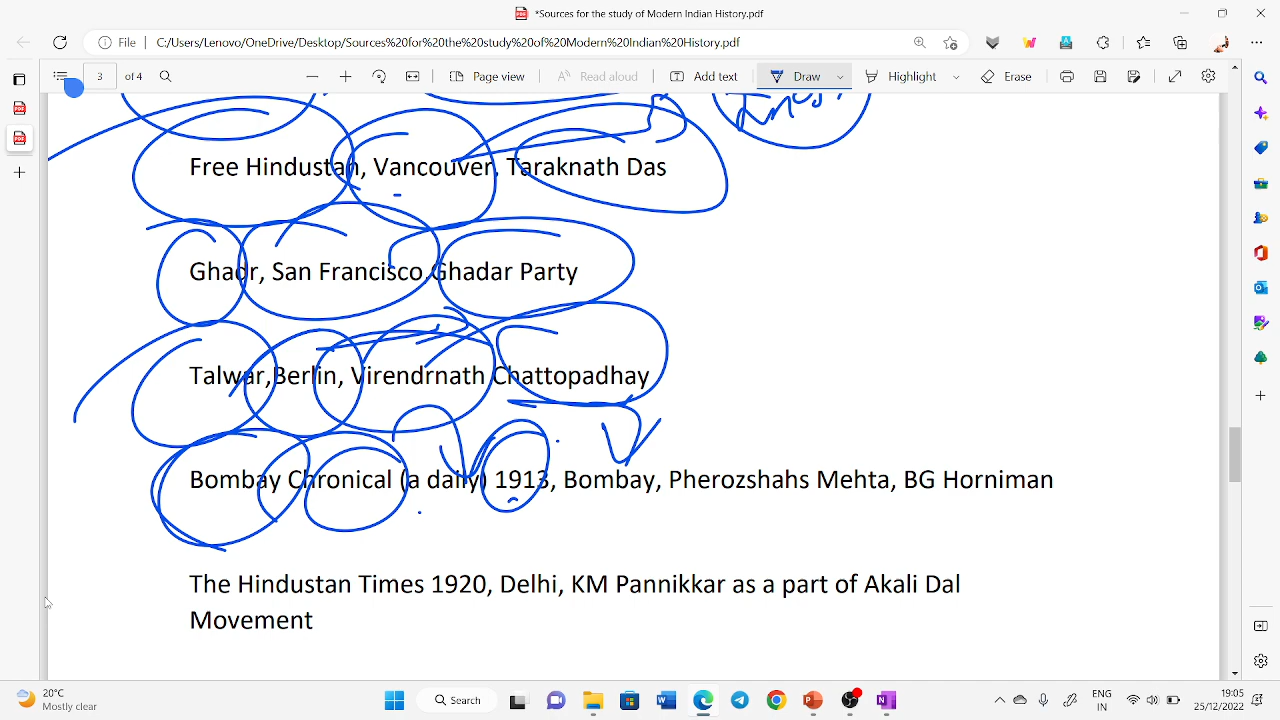 *Sources for the study of Modern Indian History.pdf
File C:/Users/Lenovo/OneDrive/Desktop/Sources%20for%20the%20study%20of%20Modern%20Indian%20History.pdf
3 of 4 Page view Read aloud Add text Draw Highlight Erase
Free Hindustan, Vancouver, Taraknath Das
Ghadr, San Francisco,Ghadar Party
Talwar,Berlin, Virendrnath Chattopadhay
Bombay Chronical (a daily) 1913, Bombay, Pherozshahs Mehta, BG Horniman
The Hindustan Times 1920, Delhi, KM Pannikkar as a part of Akali Dal
Movement
20°C
Mostly clear
Search
ENG
IN
19:05
25/12/2022